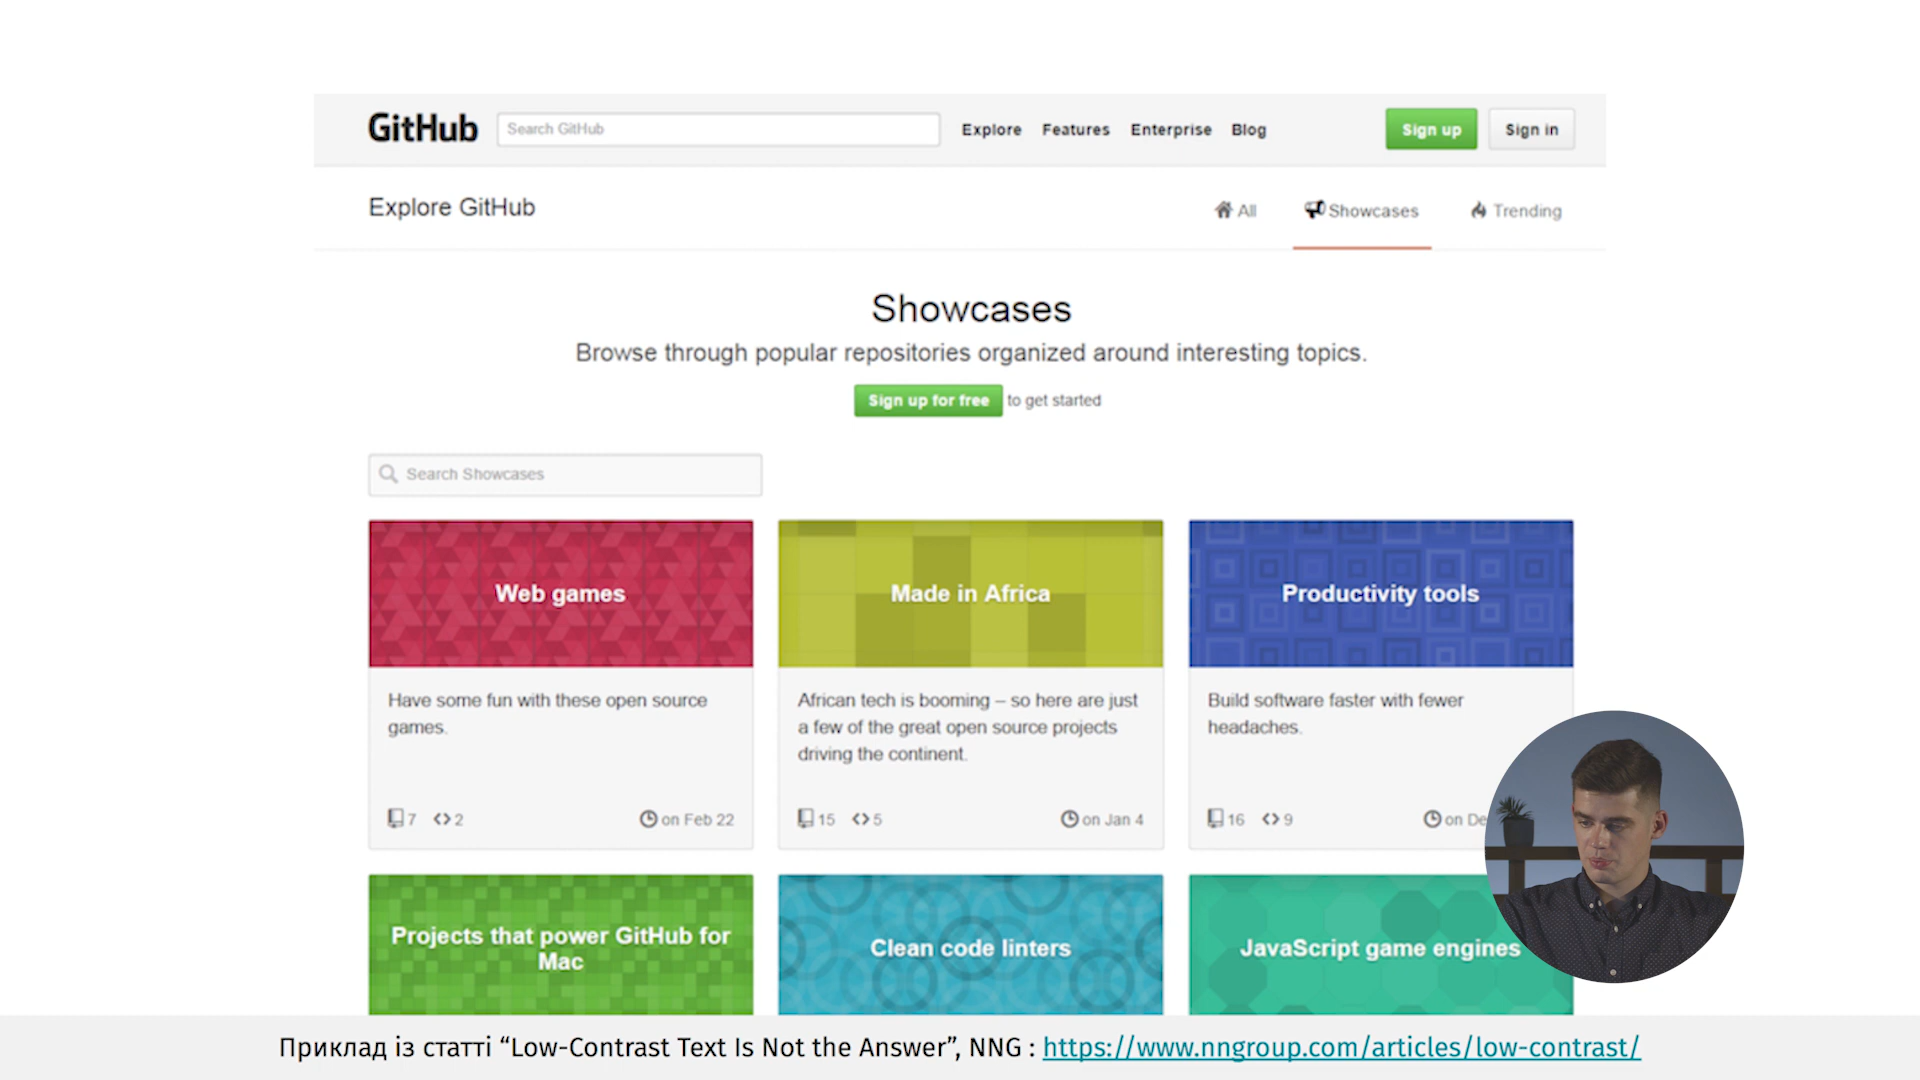 GitHub
Search GitHub
Explore Features Enterprise Blog
Sign up
Sign in
Explore GitHub
All
Showcases
Trending
Showcases
Browse through popular repositories organized around interesting topics.
Sign up for free to get started
Search Showcases
Web games
Have some fun with these open source
games.
7 2 on Feb 22
Made in Africa
African tech is booming – so here are just
a few of the great open source projects
driving the continent.
15 5 on Jan 4
Productivity tools
Build software faster with fewer
headaches.
16 9 on De
Projects that power GitHub for
Mac
Clean code linters
JavaScript game engines
Приклад із статті “Low-Contrast Text Is Not the Answer”, NNG : https://www.nngroup.com/articles/low-contrast/